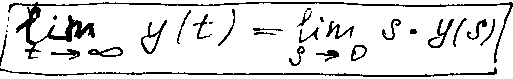 lim t→∞ y(t) = lim s→0 s·y(s)